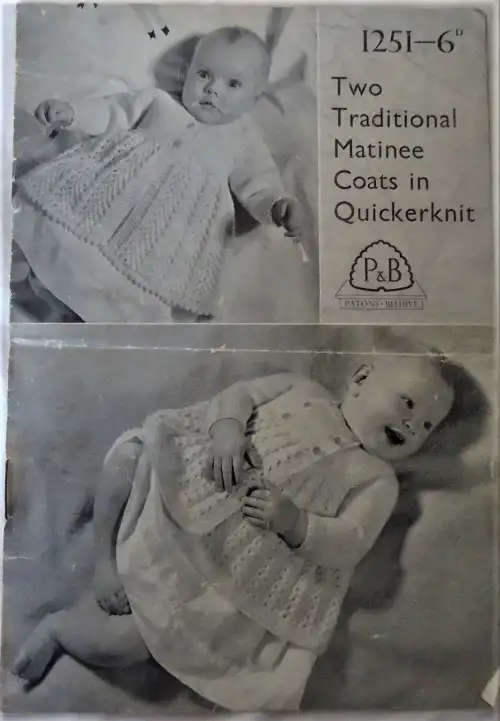 1251—6ᴰ
Two
Traditional
Matinee
Coats in
Quickerknit
P&B
PATONS · BEEHIVE